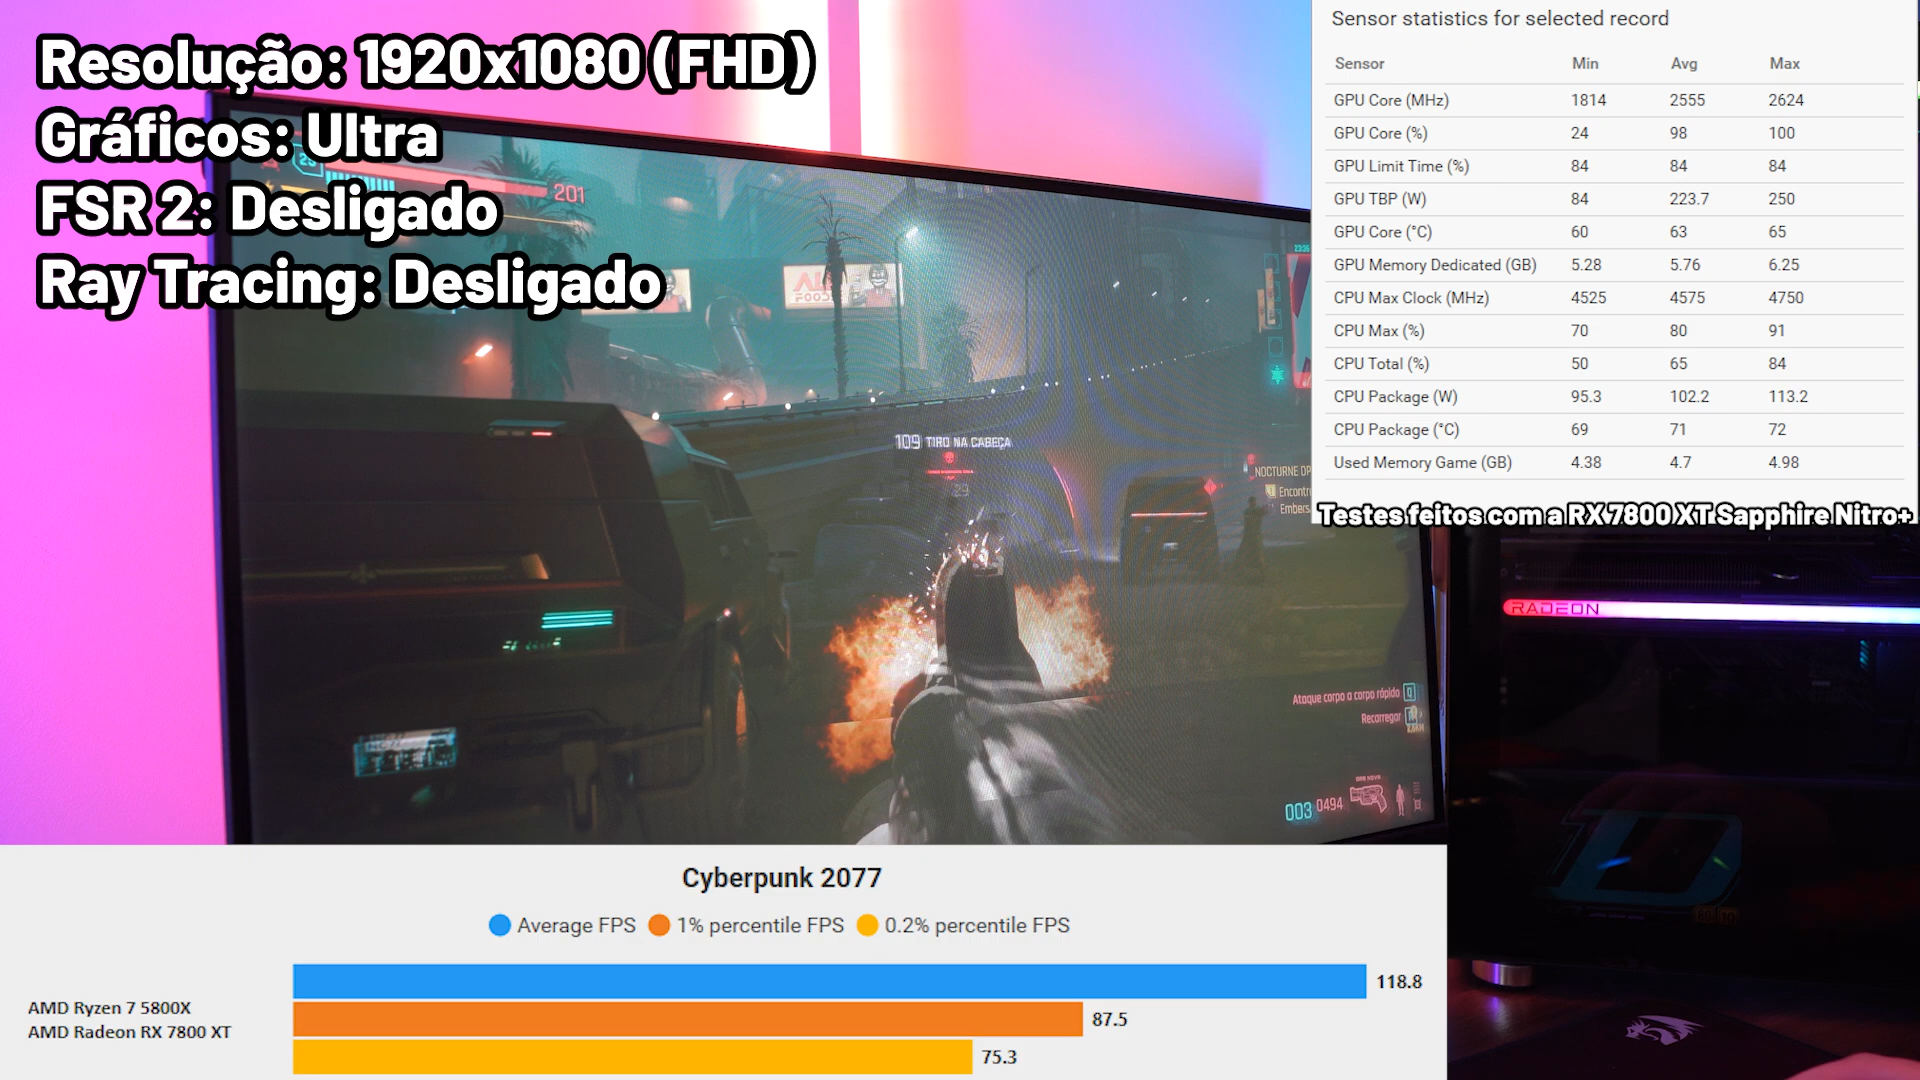 Resolução: 1920x1080 (FHD)
Gráficos: Ultra
FSR 2: Desligado
Ray Tracing: Desligado
Sensor statistics for selected record
Sensor Min Avg Max
GPU Core (MHz) 1814 2555 2624
GPU Core (%) 24 98 100
GPU Limit Time (%) 84 84 84
GPU TBP (W) 84 223.7 250
GPU Core (°C) 60 63 65
GPU Memory Dedicated (GB) 5.28 5.76 6.25
CPU Max Clock (MHz) 4525 4575 4750
CPU Max (%) 70 80 91
CPU Total (%) 50 65 84
CPU Package (W) 95.3 102.2 113.2
CPU Package (°C) 69 71 72
Used Memory Game (GB) 4.38 4.7 4.98
Testes feitos com a RX 7800 XT Sapphire Nitro+
201
109 TIRO NA CABEÇA
29
NOCTURNE OP
Encontr
Embers
RADEON
Ataque corpo a corpo rápido
Recarregar
003 0494
Cyberpunk 2077
Average FPS 1% percentile FPS 0.2% percentile FPS
AMD Ryzen 7 5800X
AMD Radeon RX 7800 XT
118.8
87.5
75.3